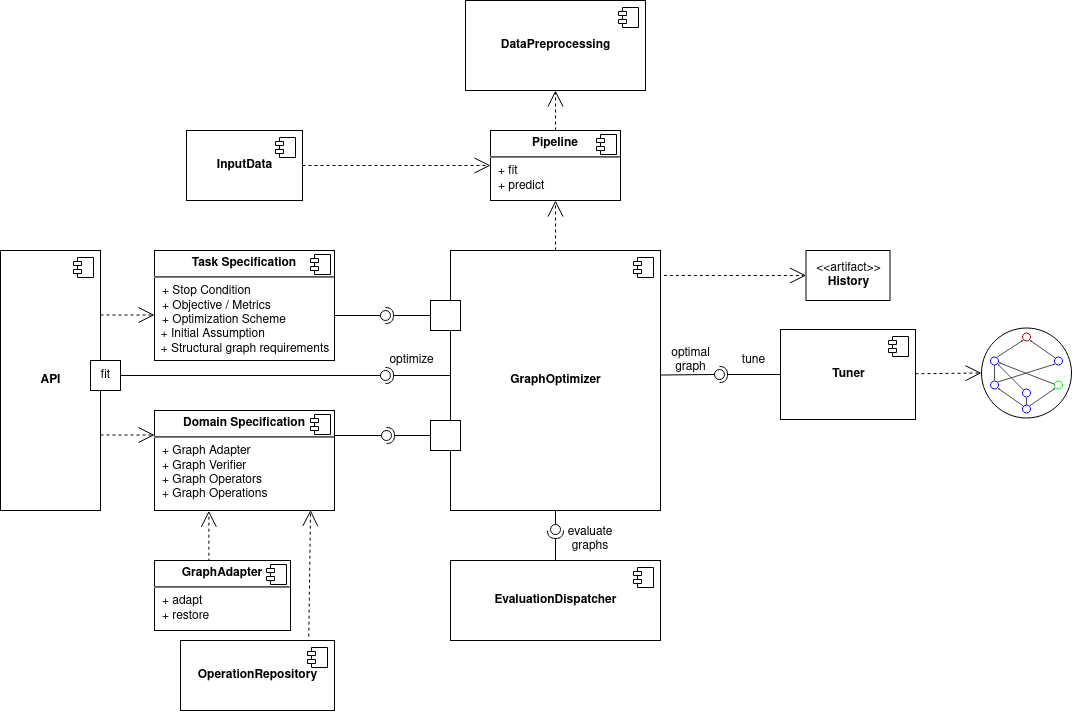 DataPreprocessing
InputData
Pipeline
+ fit
+ predict
API
fit
Task Specification
+ Stop Condition
+ Objective / Metrics
+ Optimization Scheme
+ Initial Assumption
+ Structural graph requirements
optimize
Domain Specification
+ Graph Adapter
+ Graph Verifier
+ Graph Operators
+ Graph Operations
GraphOptimizer
<<artifact>>
History
optimal
graph
tune
Tuner
evaluate
graphs
GraphAdapter
+ adapt
+ restore
EvaluationDispatcher
OperationRepository